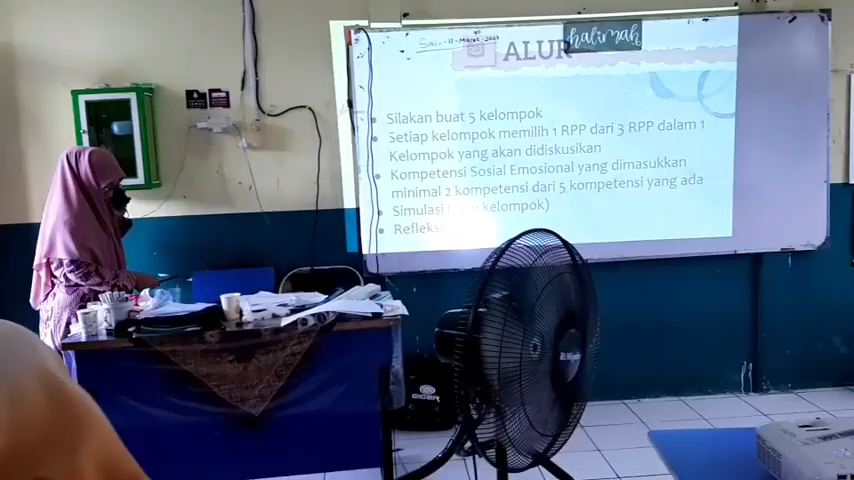 halimah
ALUR
Silakan buat 5 kelompok
Setiap kelompok memilih 1 RPP dari 3 RPP dalam 1
Kelompok yang akan didiskusikan
Kompetensi Sosial Emosional yang dimasukkan
minimal 2 kompetensi dari 5 kompetensi yang ada
Simulasi kelompok)
Refleksi
EIGER